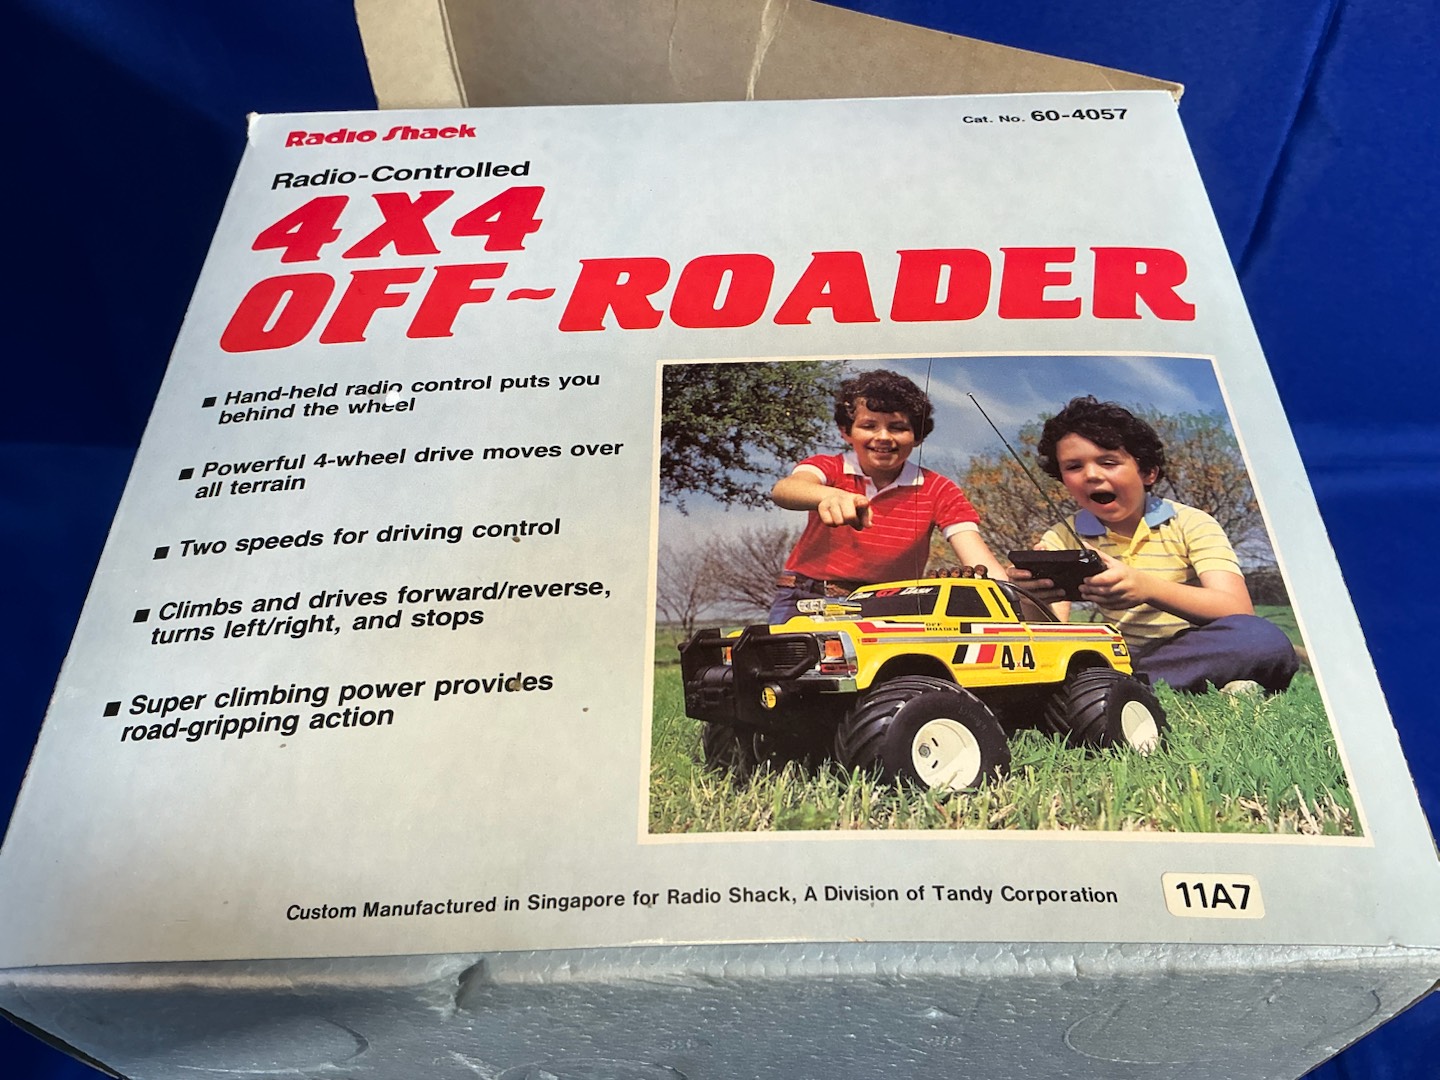 Radio Shack
Cat. No. 60-4057
Radio-Controlled
4X4
OFF~ROADER
■ Hand-held radio control puts you
behind the wheel
■ Powerful 4-wheel drive moves over
all terrain
■ Two speeds for driving control
■ Climbs and drives forward/reverse,
turns left/right, and stops
■ Super climbing power provides
road-gripping action
OFF
ROADER
4x4
Custom Manufactured in Singapore for Radio Shack, A Division of Tandy Corporation
11A7